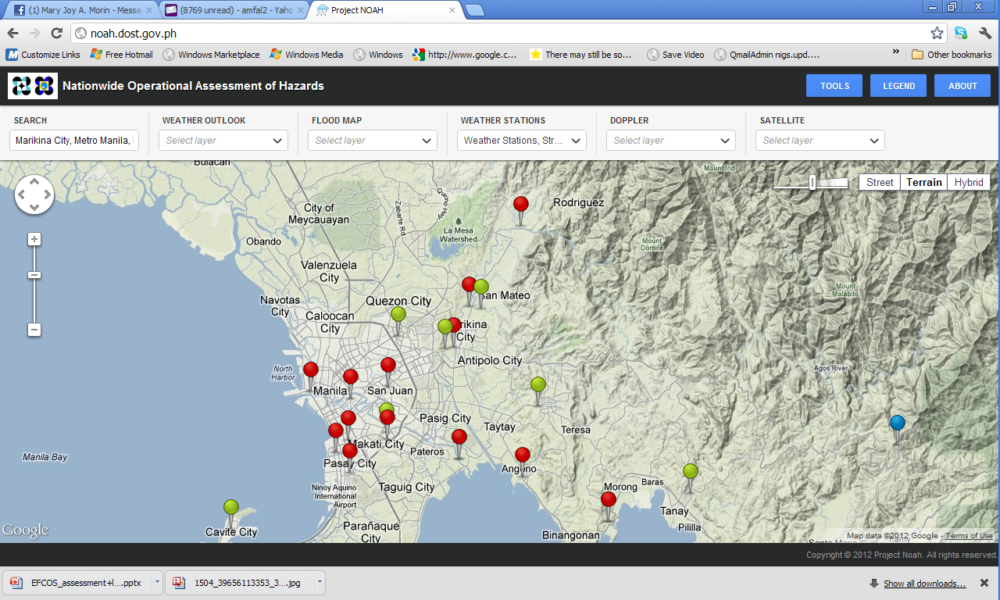 (1) Mary Joy A. Morin - Messa
(8769 unread) - amfal2 - Yaho
Project NOAH
noah.dost.gov.ph
Customize Links
Free Hotmail
Windows Marketplace
Windows Media
Windows
http://www.google.c...
There may still be so...
Save Video
QmailAdmin nigs.upd....
»
Other bookmarks
Nationwide Operational Assessment of Hazards
TOOLS
LEGEND
ABOUT
SEARCH
WEATHER OUTLOOK
FLOOD MAP
WEATHER STATIONS
DOPPLER
SATELLITE
Marikina City, Metro Manila,
Select layer
Select layer
Weather Stations, Str...
Select layer
Select layer
Bulacan
Mount Irid
Street
Terrain
Hybrid
City of
Meycauayan
Zabarte Rd
Quirino Hwy
Rodriguez
La Mesa
Watershed
Obando
Mount
Domire
Valenzuela
City
San Mateo
Mount
Malabito
Navotas
City
Quezon City
Caloocan
City
rikina
City
Antipolo City
North
Harbor
Agos River
Manila
San Juan
Pasig City
Taytay
Teresa
Makati City
Pateros
Manila Bay
Pasay City
Angono
Ninoy Aquino
International
Airport
Taguig City
Morong
Baras
Tanay
Cavite City
Parañaque
City
Binangonan
Pililla
Google
Map data ©2012 Google - Terms of Use
Copyright © 2012 Project Noah. All rights reserved.
EFCOS_assessment+l....pptx
1504_39656113353_3....jpg
Show all downloads...